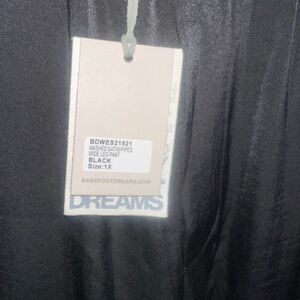 BDWES21921
WASHED SATIN PIPED
WIDE LEG PANT
BLACK
Size: 1X
BAREFOOTDREAMS.COM
DREAMS